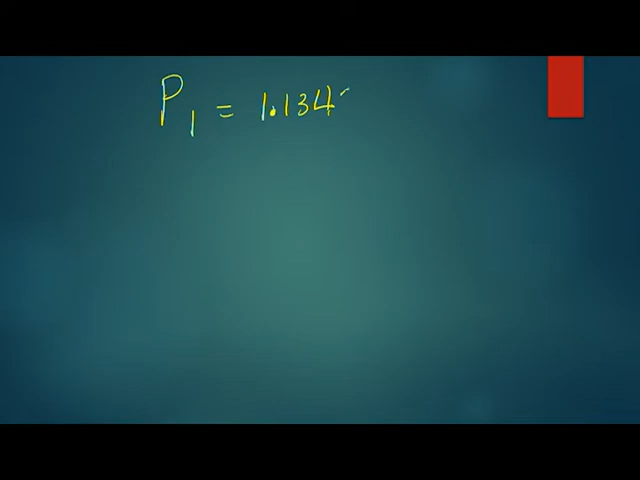 P₁ = 1.134